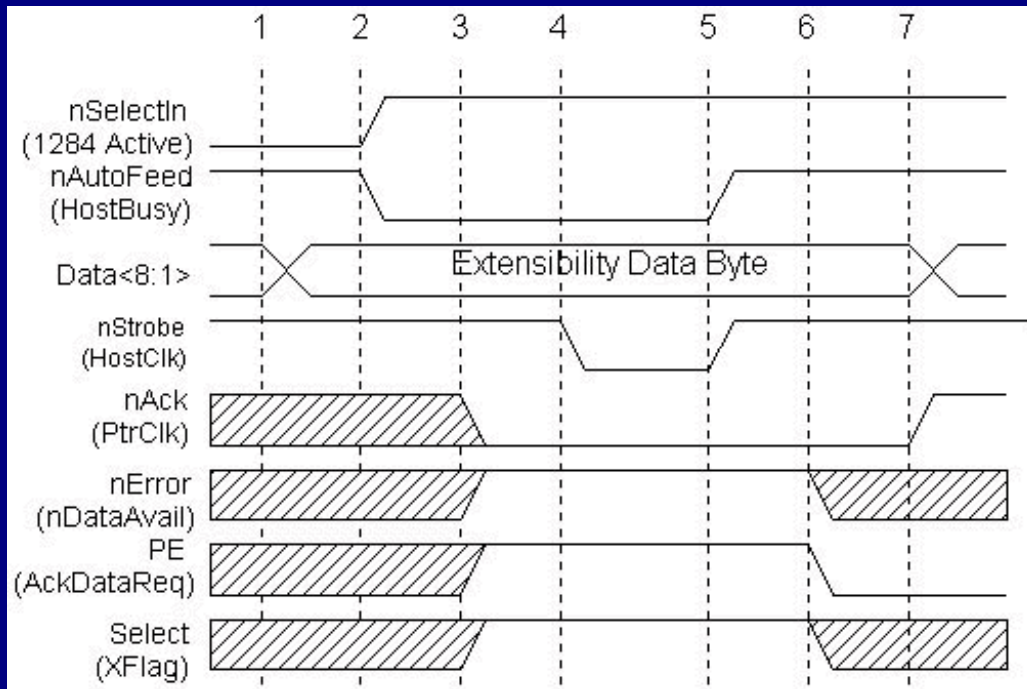 1 2 3 4 5 6 7
nSelectIn
(1284 Active)
nAutoFeed
(HostBusy)
Data<8:1>
Extensibility Data Byte
nStrobe
(HostClk)
nAck
(PtrClk)
nError
(nDataAvail)
PE
(AckDataReq)
Select
(XFlag)